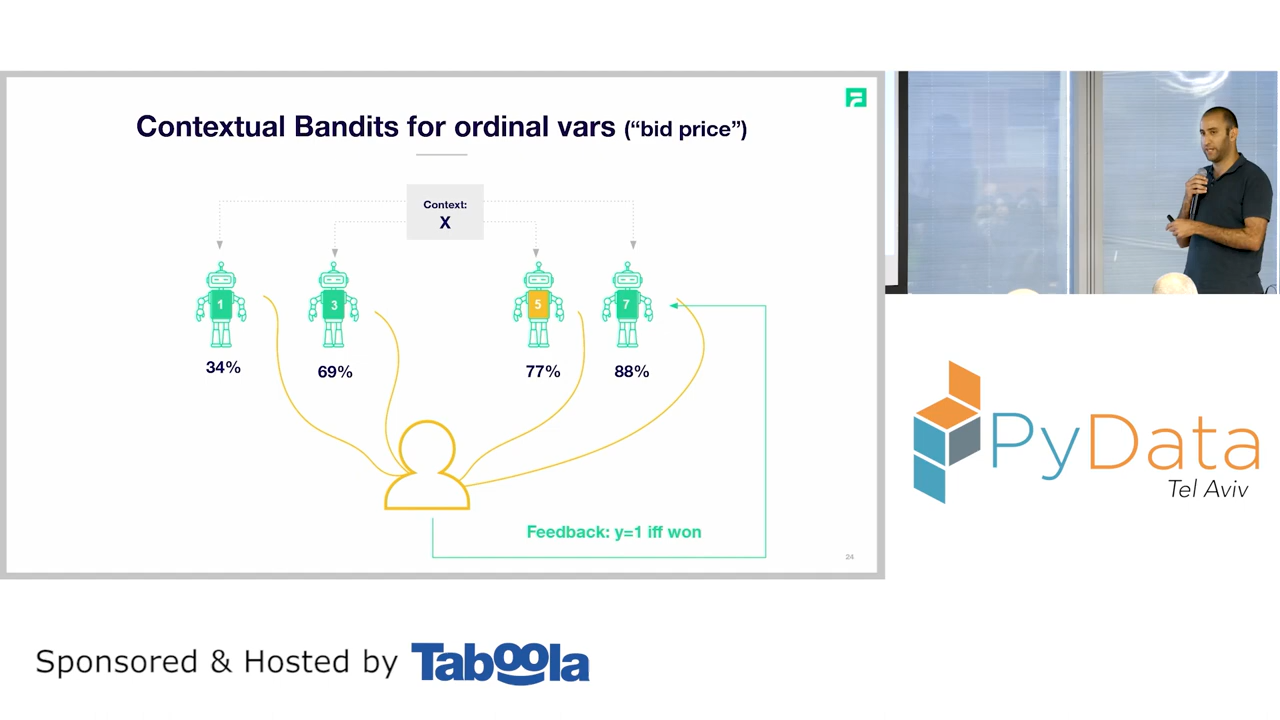 Contextual Bandits for ordinal vars (“bid price”)
Context:
X
1
3
5
7
34%
69%
77%
88%
Feedback: y=1 iff won
24
PyData
Tel Aviv
Sponsored & Hosted by Taboola